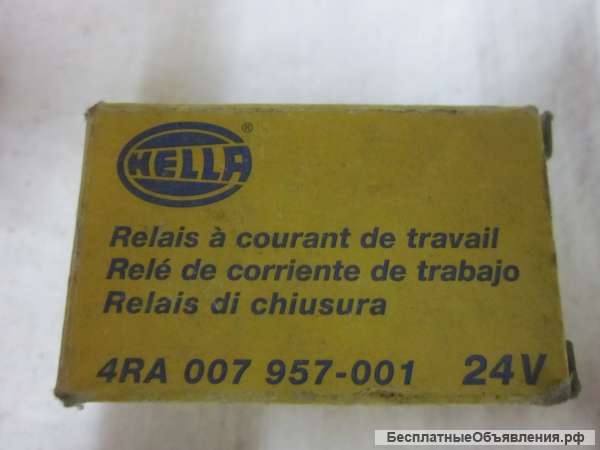 HELLA ®
Relais à courant de travail
Relé de corriente de trabajo
Relais di chiusura
4RA 007 957-001 24V
БесплатныеОбъявления.рф